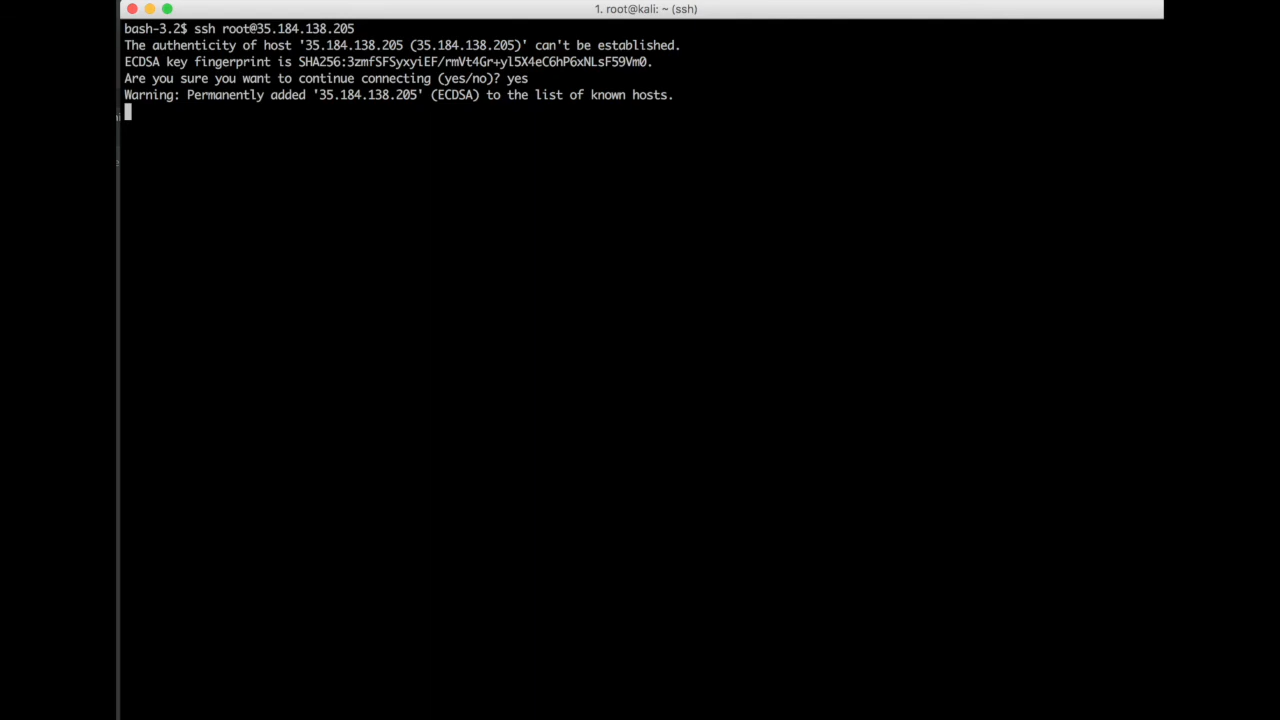 1. root@kali: ~ (ssh)
bash-3.2$ ssh root@35.184.138.205
The authenticity of host '35.184.138.205 (35.184.138.205)' can't be established.
ECDSA key fingerprint is SHA256:3zmfSFSyxyiEF/rmVt4Gr+yl5X4eC6hP6xNLsF59Vm0.
Are you sure you want to continue connecting (yes/no)? yes
Warning: Permanently added '35.184.138.205' (ECDSA) to the list of known hosts.